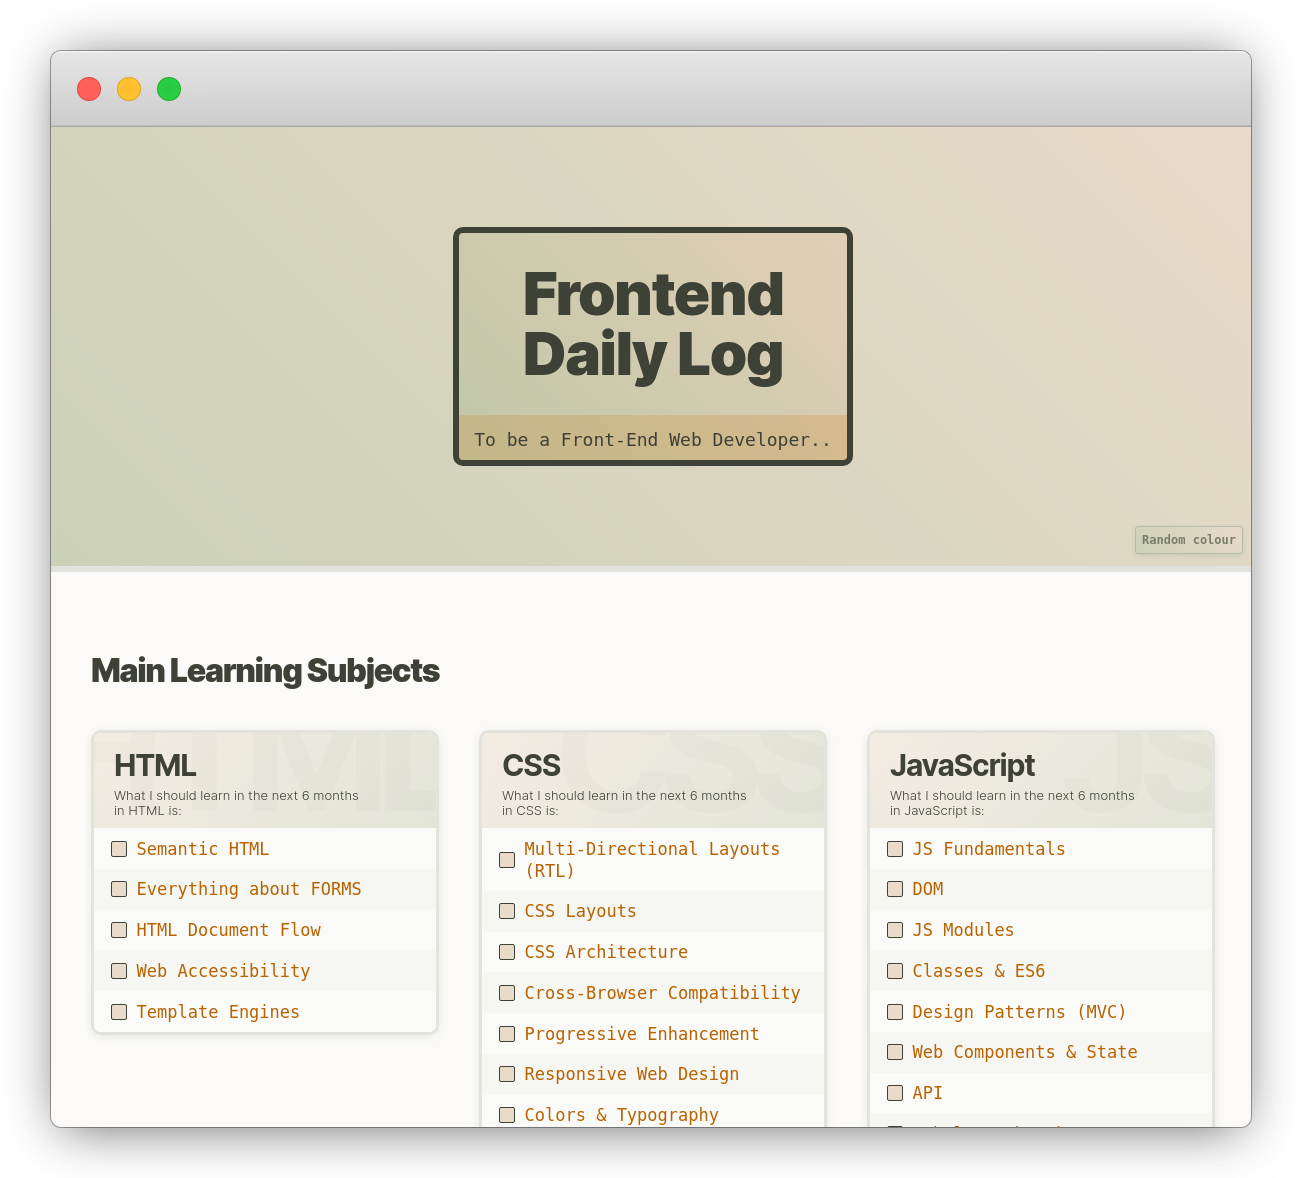 Frontend
Daily Log
To be a Front-End Web Developer..
Random colour
Main Learning Subjects
HTML
HTML
What I should learn in the next 6 months
in HTML is:
Semantic HTML
Everything about FORMS
HTML Document Flow
Web Accessibility
Template Engines
CSS
CSS
What I should learn in the next 6 months
in CSS is:
Multi-Directional Layouts
(RTL)
CSS Layouts
CSS Architecture
Cross-Browser Compatibility
Progressive Enhancement
Responsive Web Design
Colors & Typography
JS
JavaScript
What I should learn in the next 6 months
in JavaScript is:
JS Fundamentals
DOM
JS Modules
Classes & ES6
Design Patterns (MVC)
Web Components & State
API